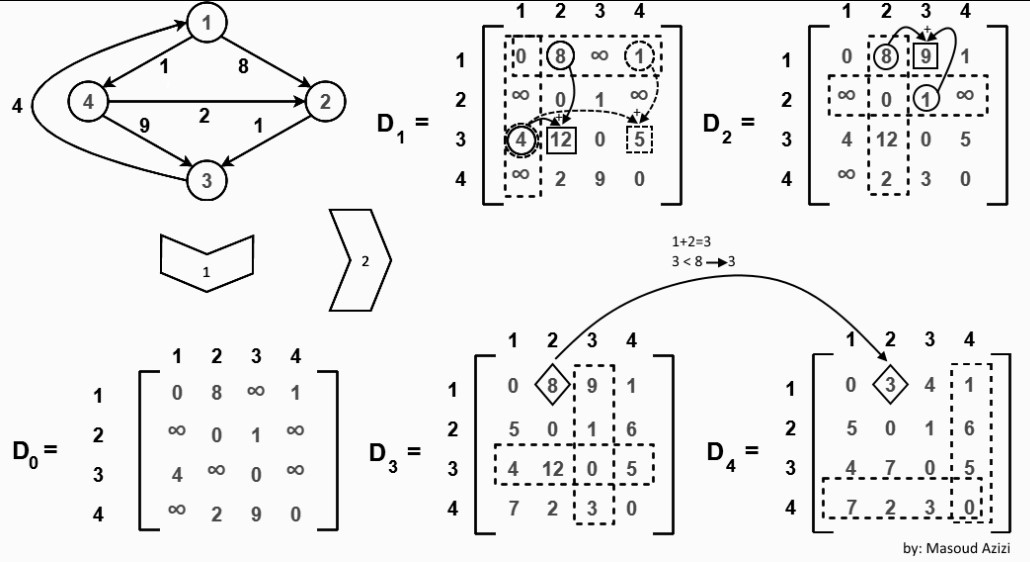 1
1 8
4 2
4 2
9 1
3
1
2
1 2 3 4
1 0 8 ∞ 1
2 ∞ 0 1 ∞
3 4 12 0 5
4 ∞ 2 9 0
D1 =
+
+
1 2 3 4
1 0 8 9 1
2 ∞ 0 1 ∞
3 4 12 0 5
4 ∞ 2 3 0
D2 =
+
1+2=3
3 < 8 → 3
1 2 3 4
1 0 8 ∞ 1
2 ∞ 0 1 ∞
3 4 ∞ 0 ∞
4 ∞ 2 9 0
D0 =
1 2 3 4
1 0 8 9 1
2 5 0 1 6
3 4 12 0 5
4 7 2 3 0
D3 =
1 2 3 4
1 0 3 4 1
2 5 0 1 6
3 4 7 0 5
4 7 2 3 0
D4 =
by: Masoud Azizi